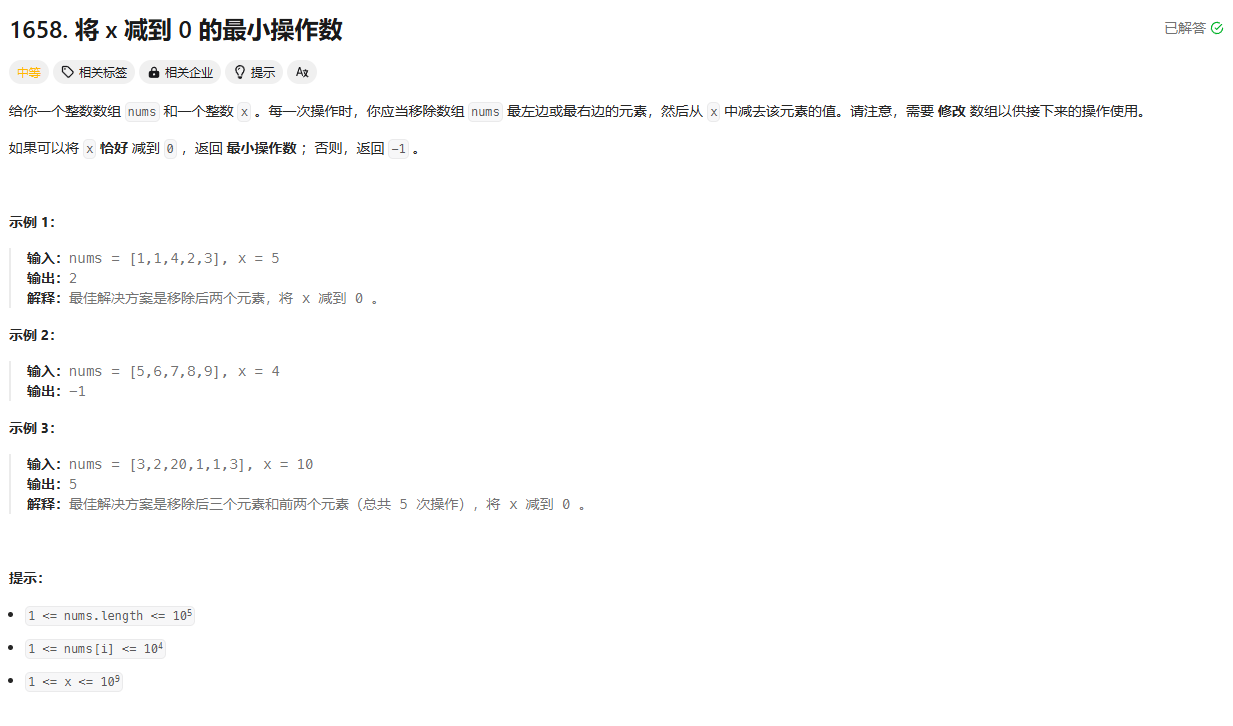 1658. 将 x 减到 0 的最小操作数
已解答
中等 相关标签 相关企业 提示 Aх
给你一个整数数组 nums 和一个整数 x 。每一次操作时，你应当移除数组 nums 最左边或最右边的元素，然后从 x 中减去该元素的值。请注意，需要 修改 数组以供接下来的操作使用。
如果可以将 x 恰好 减到 0 ，返回 最小操作数 ；否则，返回 -1 。
示例 1：
输入：nums = [1,1,4,2,3], x = 5
输出：2
解释：最佳解决方案是移除后两个元素，将 x 减到 0 。
示例 2：
输入：nums = [5,6,7,8,9], x = 4
输出：-1
示例 3：
输入：nums = [3,2,20,1,1,3], x = 10
输出：5
解释：最佳解决方案是移除后三个元素和前两个元素（总共 5 次操作），将 x 减到 0 。
提示：
• 1 <= nums.length <= 10⁵
• 1 <= nums[i] <= 10⁴
• 1 <= x <= 10⁹